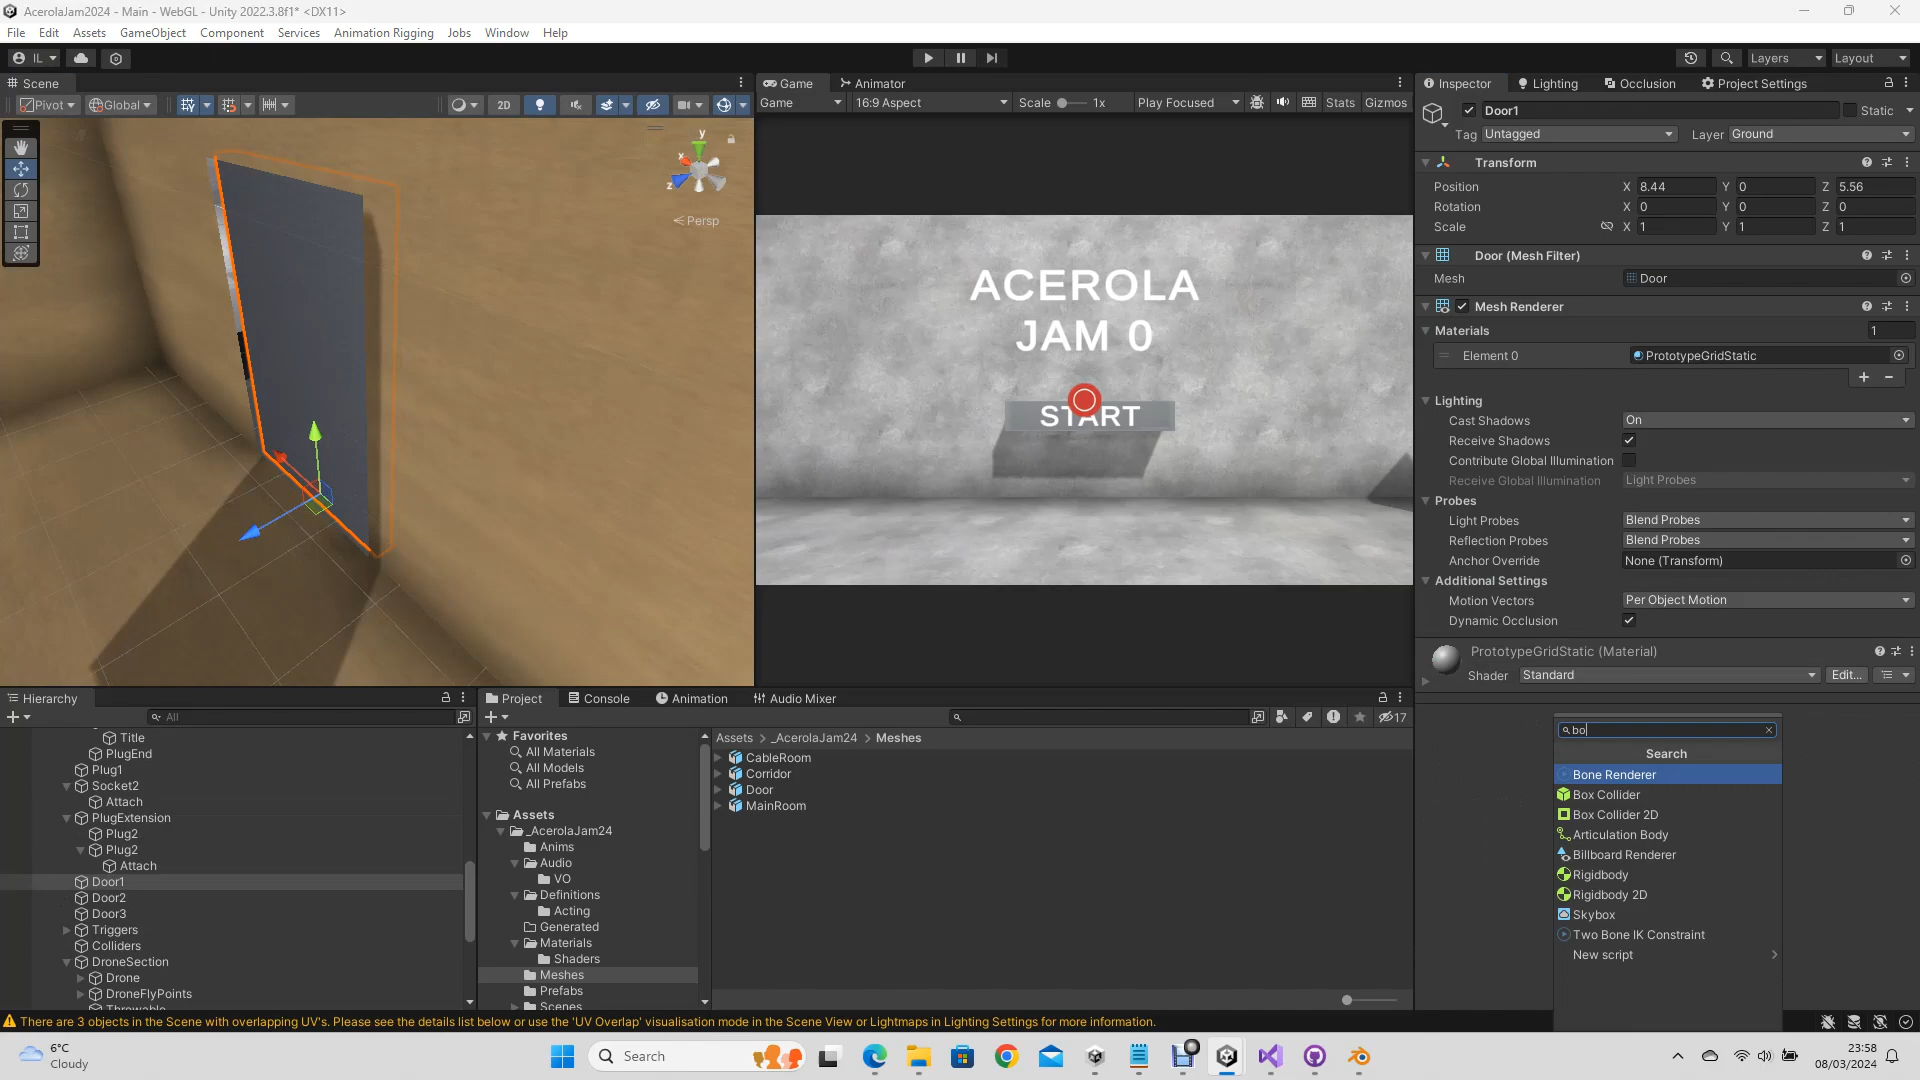 AcerolaJam2024 - Main - WebGL - Unity 2022.3.8f1* <DX11>
File Edit Assets GameObject Component Services Animation Rigging Jobs Window Help
IL Layers Layout
Scene Game Animator Inspector Lighting Occlusion Project Settings
Pivot Global 2D Game 16:9 Aspect Scale 1x Play Focused Stats Gizmos
Door1 Static
Tag Untagged Layer Ground
Transform
Position X 8.44 Y 0 Z 5.56
Rotation X 0 Y 0 Z 0
Scale X 1 Y 1 Z 1
y
x
z
Persp
Door (Mesh Filter)
Mesh Door
Mesh Renderer
Materials 1
Element 0 PrototypeGridStatic
Lighting
Cast Shadows On
Receive Shadows
Contribute Global Illumination
Receive Global Illumination Light Probes
Probes
Light Probes Blend Probes
Reflection Probes Blend Probes
Anchor Override None (Transform)
Additional Settings
Motion Vectors Per Object Motion
Dynamic Occlusion
PrototypeGridStatic (Material)
Shader Standard Edit...
ACEROLA
JAM 0
START
Hierarchy
All
Title
PlugEnd
Plug1
Socket2
Attach
PlugExtension
Plug2
Plug2
Attach
Door1
Door2
Door3
Triggers
Colliders
DroneSection
Drone
DroneFlyPoints
Throwable
Project Console Animation Audio Mixer
17
Favorites
All Materials
All Models
All Prefabs
Assets
_AcerolaJam24
Anims
Audio
VO
Definitions
Acting
Generated
Materials
Shaders
Meshes
Prefabs
Scenes
Assets > _AcerolaJam24 > Meshes
CableRoom
Corridor
Door
MainRoom
bo
Search
Bone Renderer
Box Collider
Box Collider 2D
Articulation Body
Billboard Renderer
Rigidbody
Rigidbody 2D
Skybox
Two Bone IK Constraint
New script
There are 3 objects in the Scene with overlapping UV's. Please see the details list below or use the 'UV Overlap' visualisation mode in the Scene View or Lightmaps in Lighting Settings for more information.
6°C
Cloudy
Search
23:58
08/03/2024